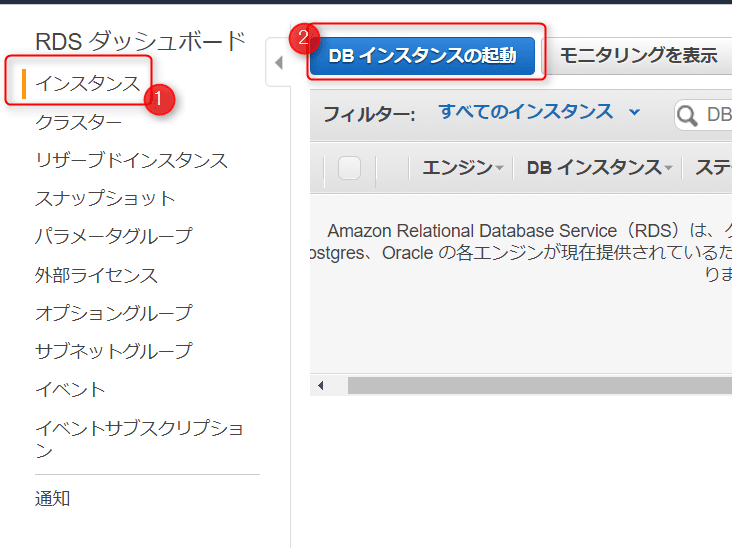 RDS ダッシュボード
インスタンス
1
クラスター
リザーブドインスタンス
スナップショット
パラメータグループ
外部ライセンス
オプショングループ
サブネットグループ
イベント
イベントサブスクリプショ
ン
通知
2
DB インスタンスの起動
モニタリングを表示
フィルター: すべてのインスタンス
DB
エンジン
DB インスタンス
ステ
Amazon Relational Database Service（RDS）は、ク
ostgres、Oracle の各エンジンが現在提供されているた
りま